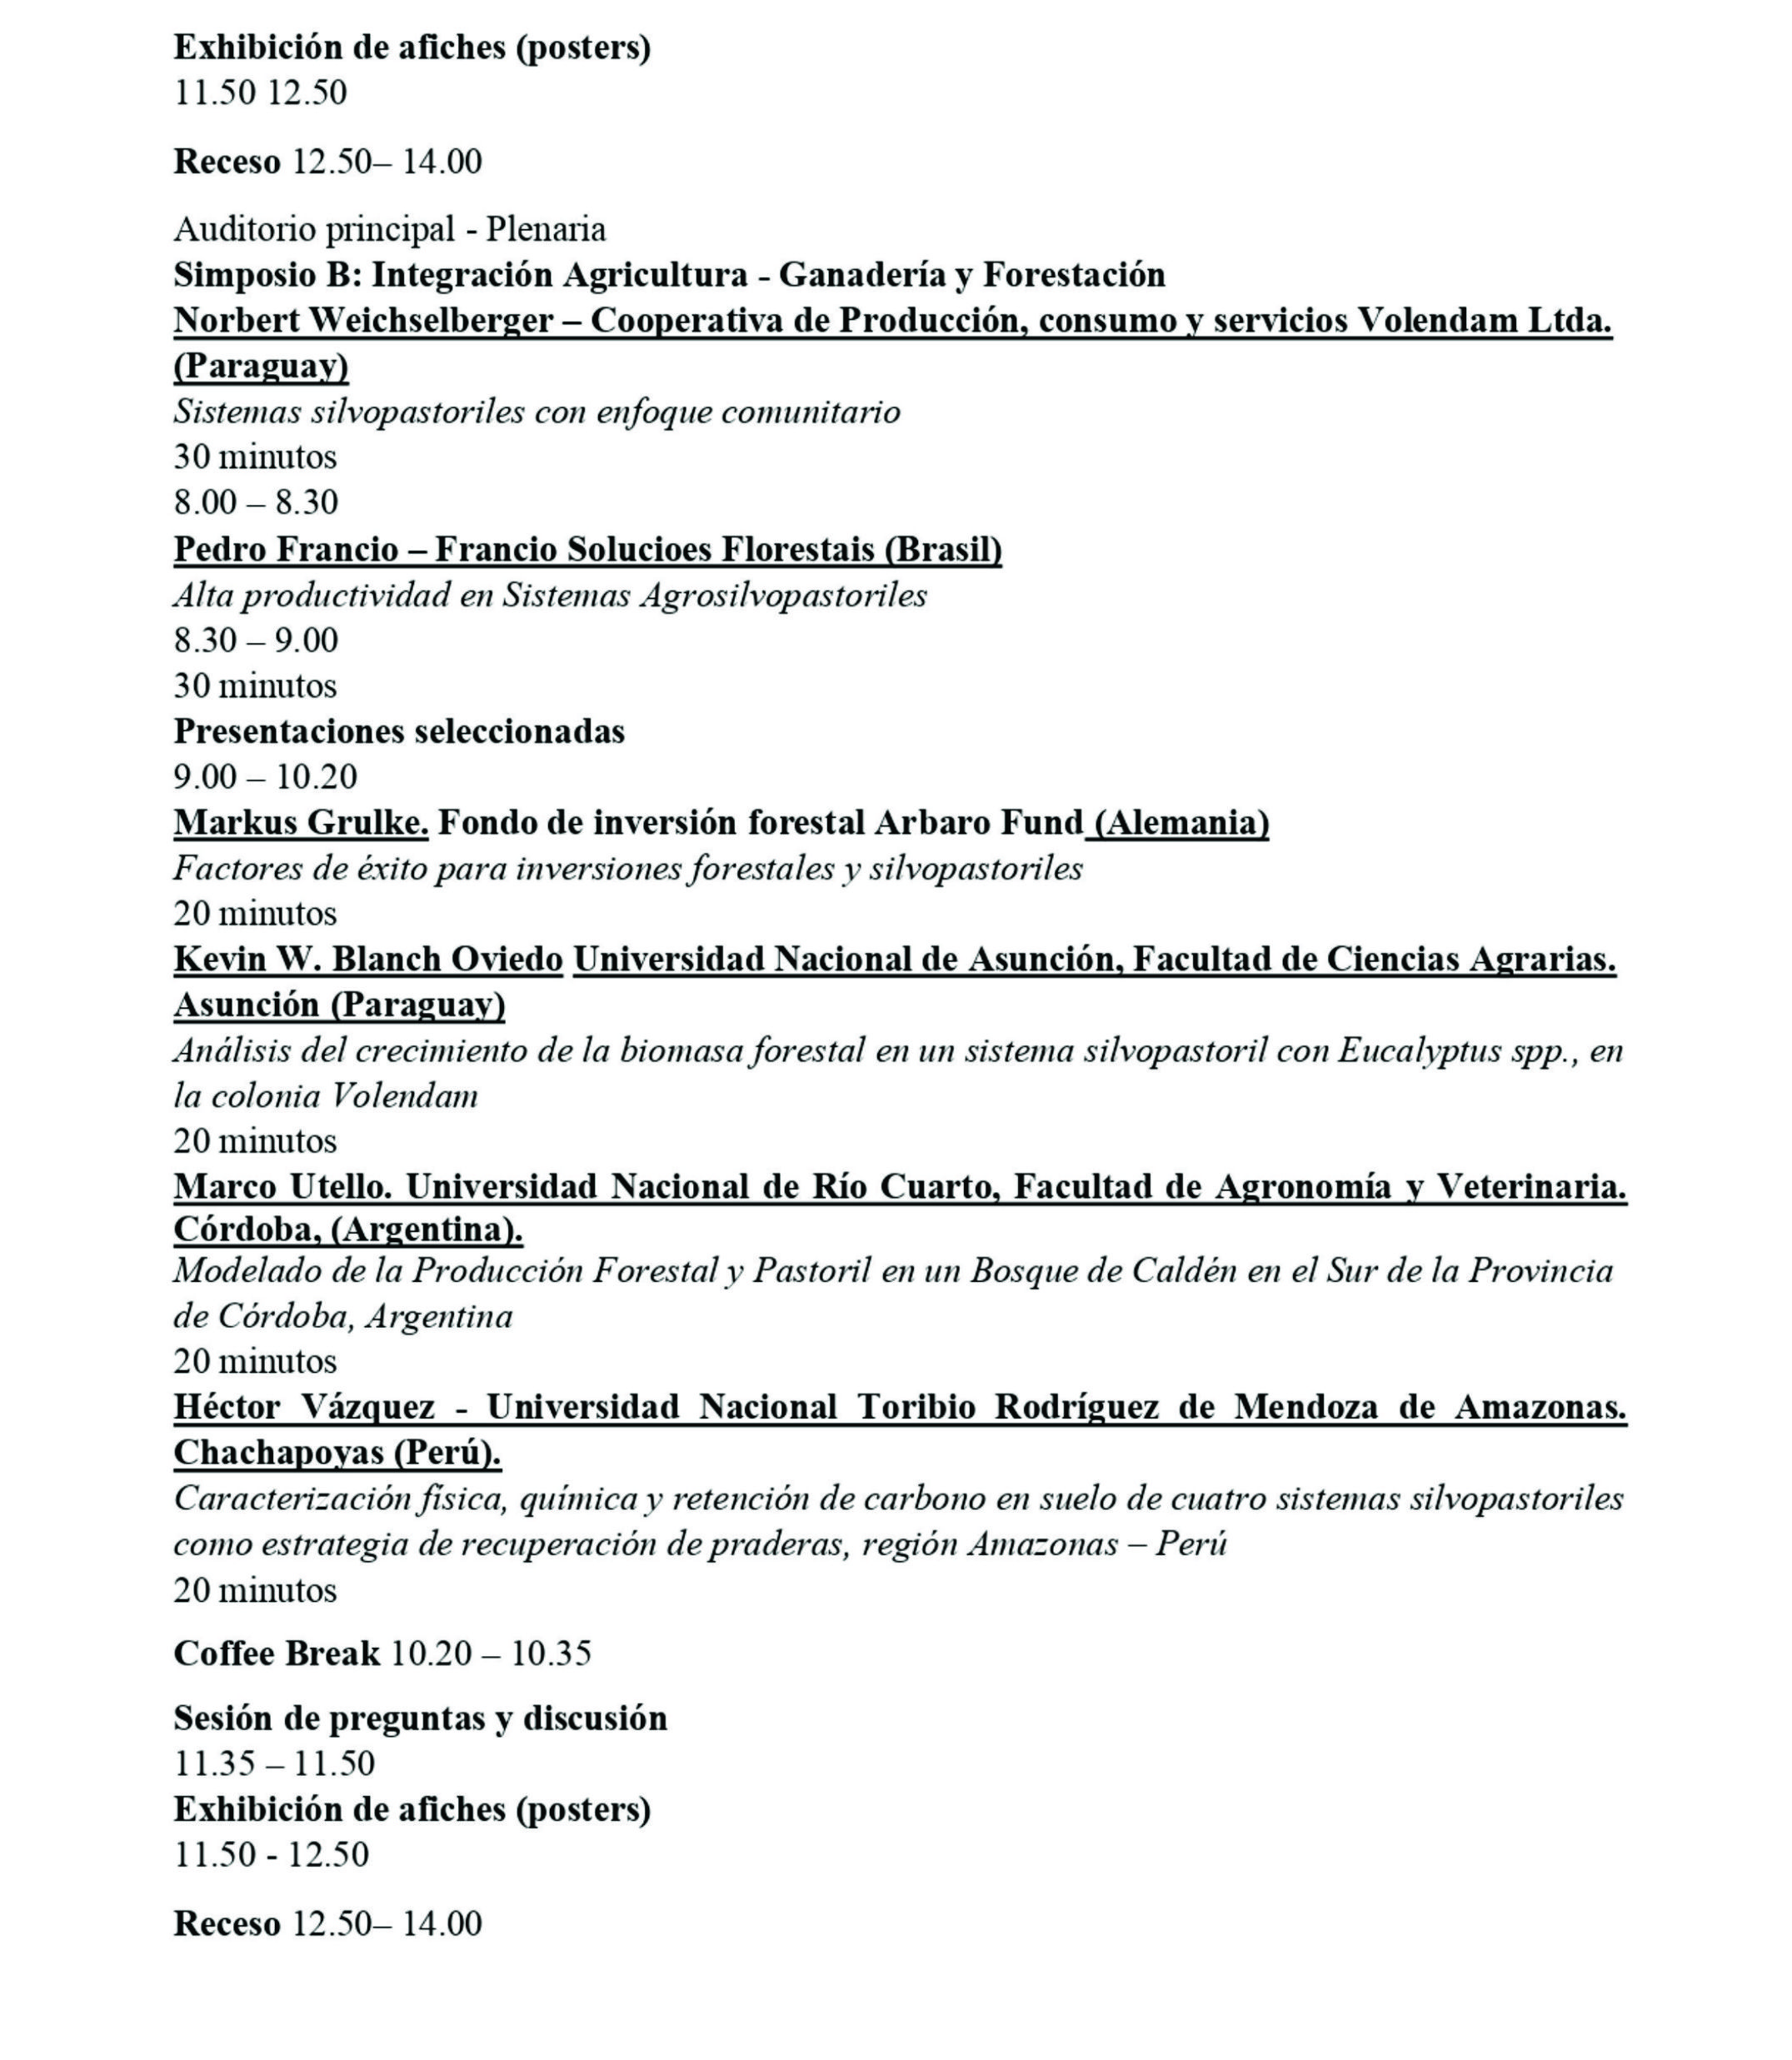 Exhibición de afiches (posters)
11.50 12.50
Receso 12.50– 14.00
Auditorio principal - Plenaria
Simposio B: Integración Agricultura - Ganadería y Forestación
Norbert Weichselberger – Cooperativa de Producción, consumo y servicios Volendam Ltda.
(Paraguay)
Sistemas silvopastoriles con enfoque comunitario
30 minutos
8.00 – 8.30
Pedro Francio – Francio Solucioes Florestais (Brasil)
Alta productividad en Sistemas Agrosilvopastoriles
8.30 – 9.00
30 minutos
Presentaciones seleccionadas
9.00 – 10.20
Markus Grulke. Fondo de inversión forestal Arbaro Fund (Alemania)
Factores de éxito para inversiones forestales y silvopastoriles
20 minutos
Kevin W. Blanch Oviedo Universidad Nacional de Asunción, Facultad de Ciencias Agrarias.
Asunción (Paraguay)
Análisis del crecimiento de la biomasa forestal en un sistema silvopastoril con Eucalyptus spp., en
la colonia Volendam
20 minutos
Marco Utello. Universidad Nacional de Río Cuarto, Facultad de Agronomía y Veterinaria.
Córdoba, (Argentina).
Modelado de la Producción Forestal y Pastoril en un Bosque de Caldén en el Sur de la Provincia
de Córdoba, Argentina
20 minutos
Héctor Vázquez - Universidad Nacional Toribio Rodríguez de Mendoza de Amazonas.
Chachapoyas (Perú).
Caracterización física, química y retención de carbono en suelo de cuatro sistemas silvopastoriles
como estrategia de recuperación de praderas, región Amazonas – Perú
20 minutos
Coffee Break 10.20 – 10.35
Sesión de preguntas y discusión
11.35 – 11.50
Exhibición de afiches (posters)
11.50 - 12.50
Receso 12.50– 14.00